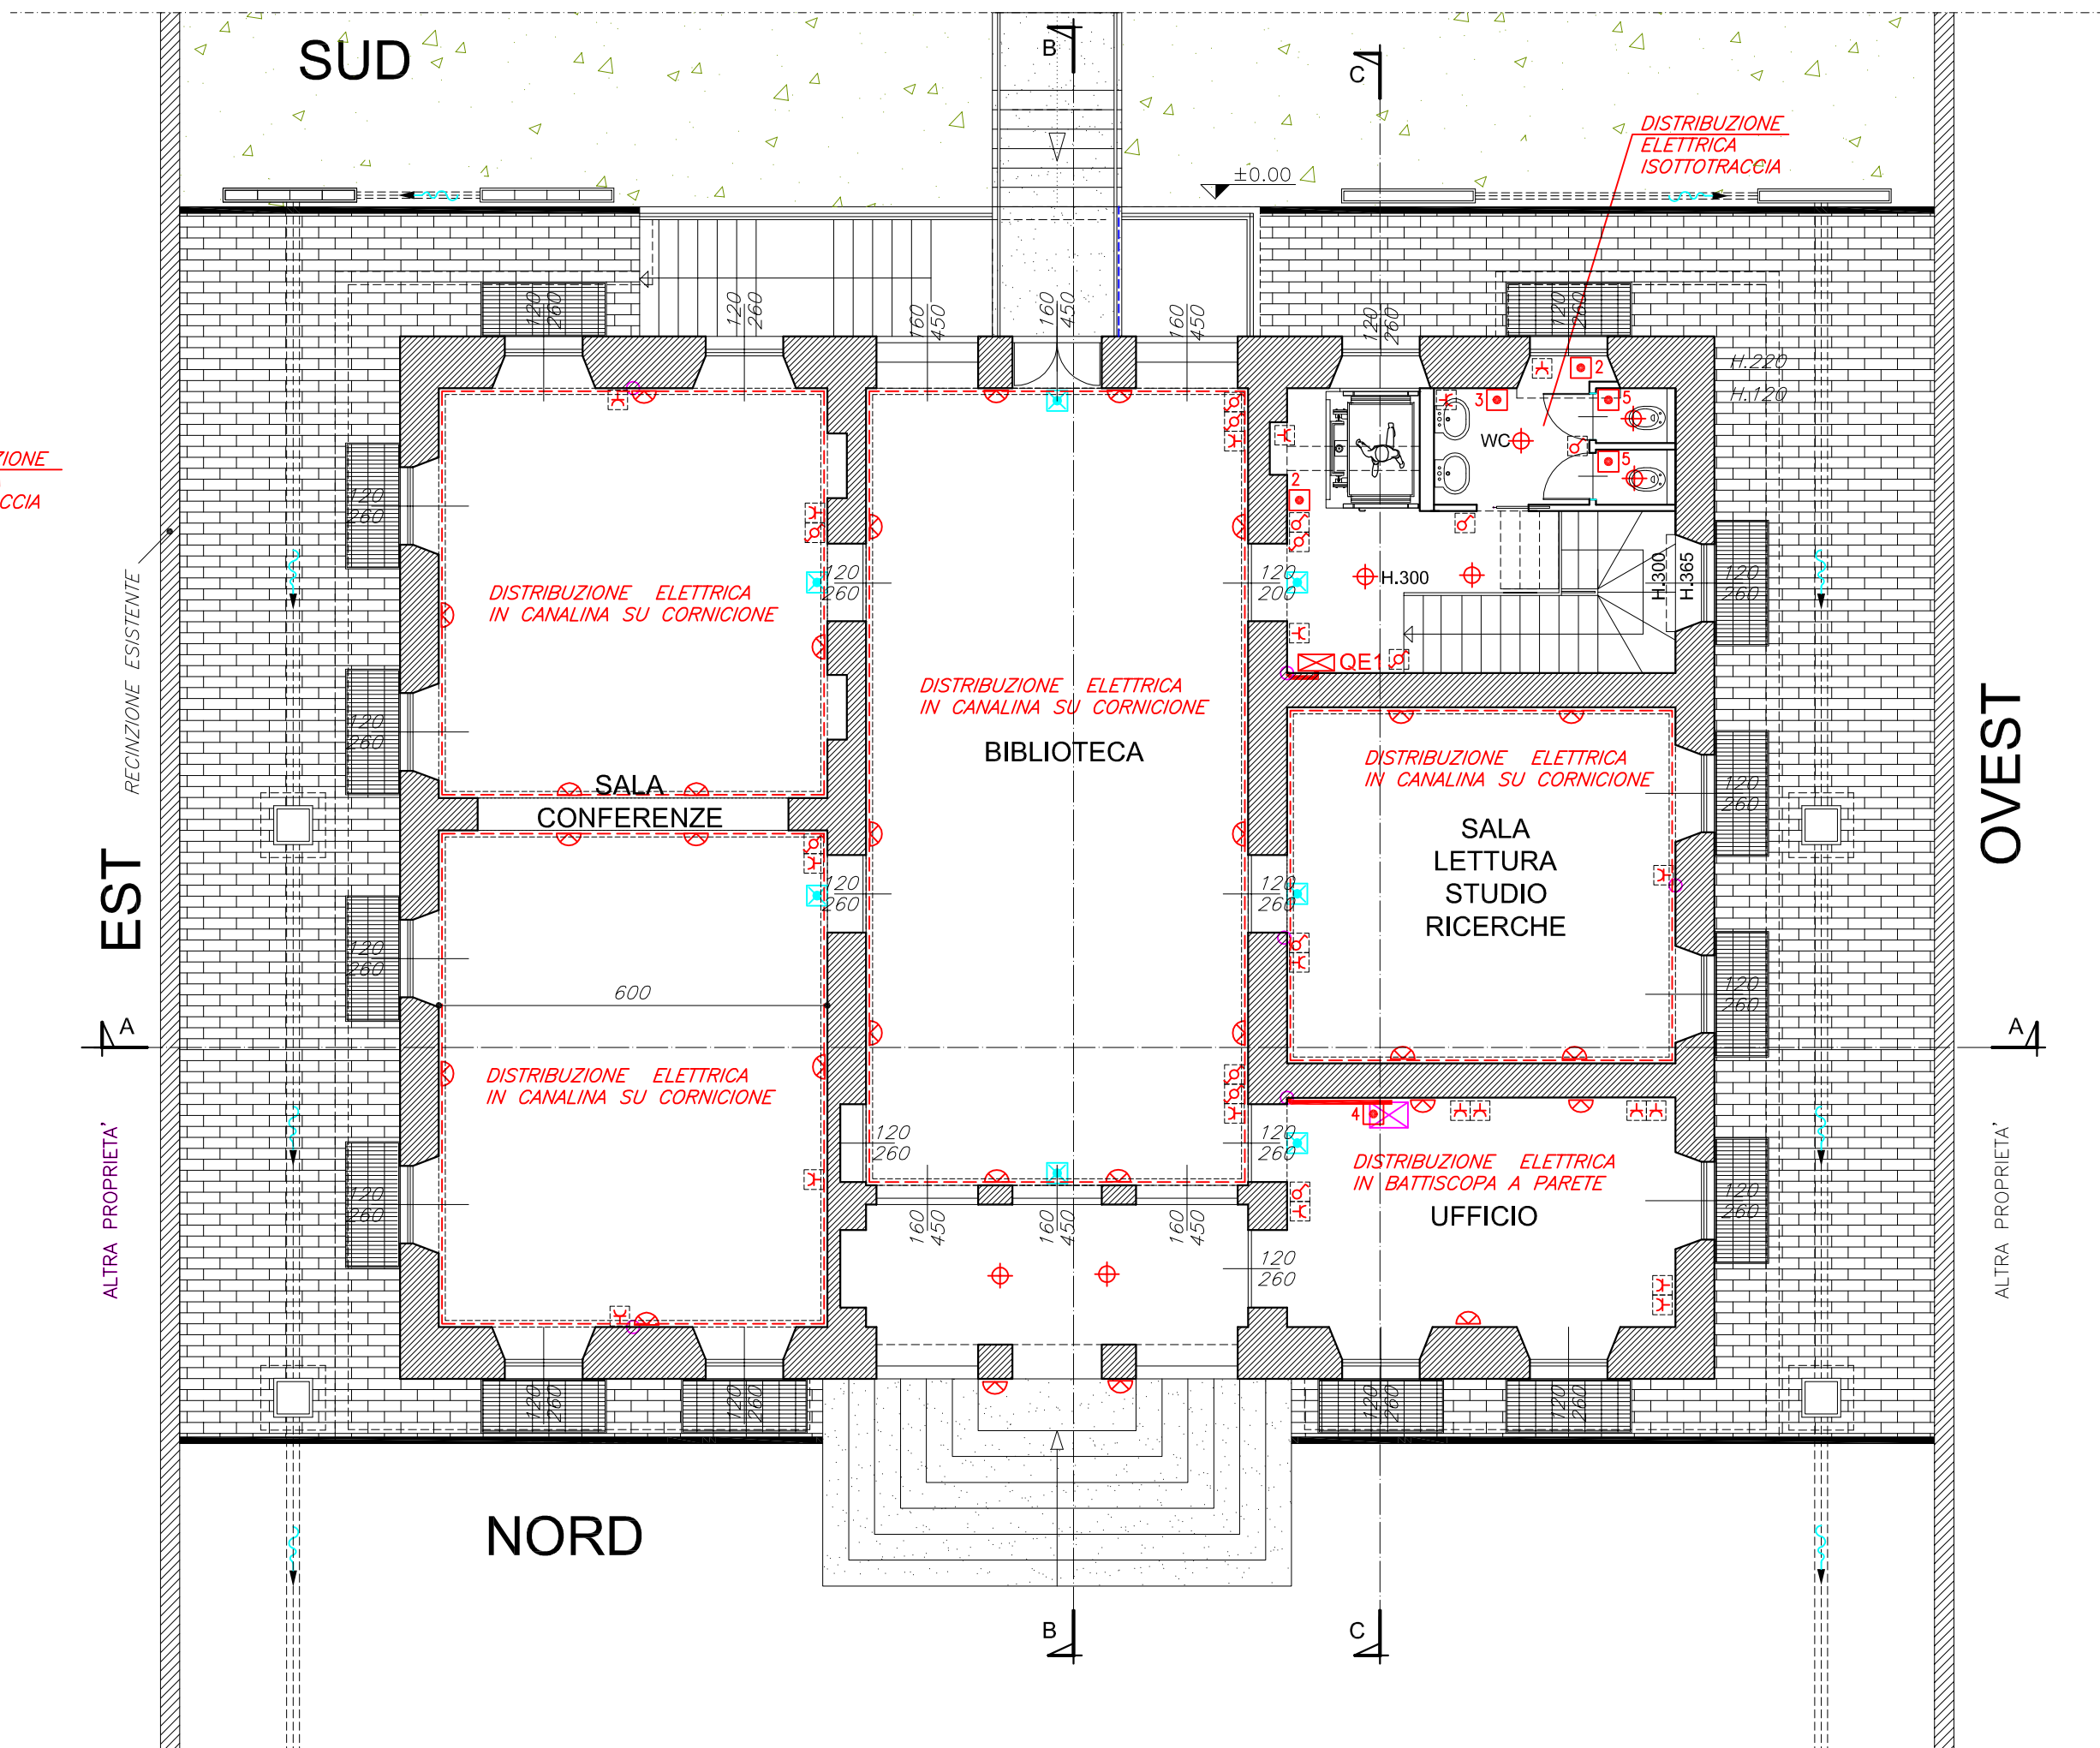 SUD
B
C
DISTRIBUZIONE
ELETTRICA
ISOTTOTRACCIA
±0.00
120
260
120
260
160
450
160
450
160
450
120
260
120
260
H.220
H.120
2
3
5
WC
5
2
ZIONE
CCIA
120
260
RECINZIONE ESISTENTE
DISTRIBUZIONE ELETTRICA
IN CANALINA SU CORNICIONE
120
260
120
200
H.300
H.300
H.365
120
260
QE1
DISTRIBUZIONE ELETTRICA
IN CANALINA SU CORNICIONE
BIBLIOTECA
120
260
SALA
CONFERENZE
DISTRIBUZIONE ELETTRICA
IN CANALINA SU CORNICIONE
SALA
LETTURA
STUDIO
RICERCHE
120
260
OVEST
EST
120
260
120
260
120
260
600
A
A
DISTRIBUZIONE ELETTRICA
IN CANALINA SU CORNICIONE
4
120
260
120
260
DISTRIBUZIONE ELETTRICA
IN BATTISCOPA A PARETE
UFFICIO
120
260
120
260
ALTRA PROPRIETA'
ALTRA PROPRIETA'
160
450
160
450
160
450
120
260
120
260
120
260
120
260
120
260
NORD
B
C